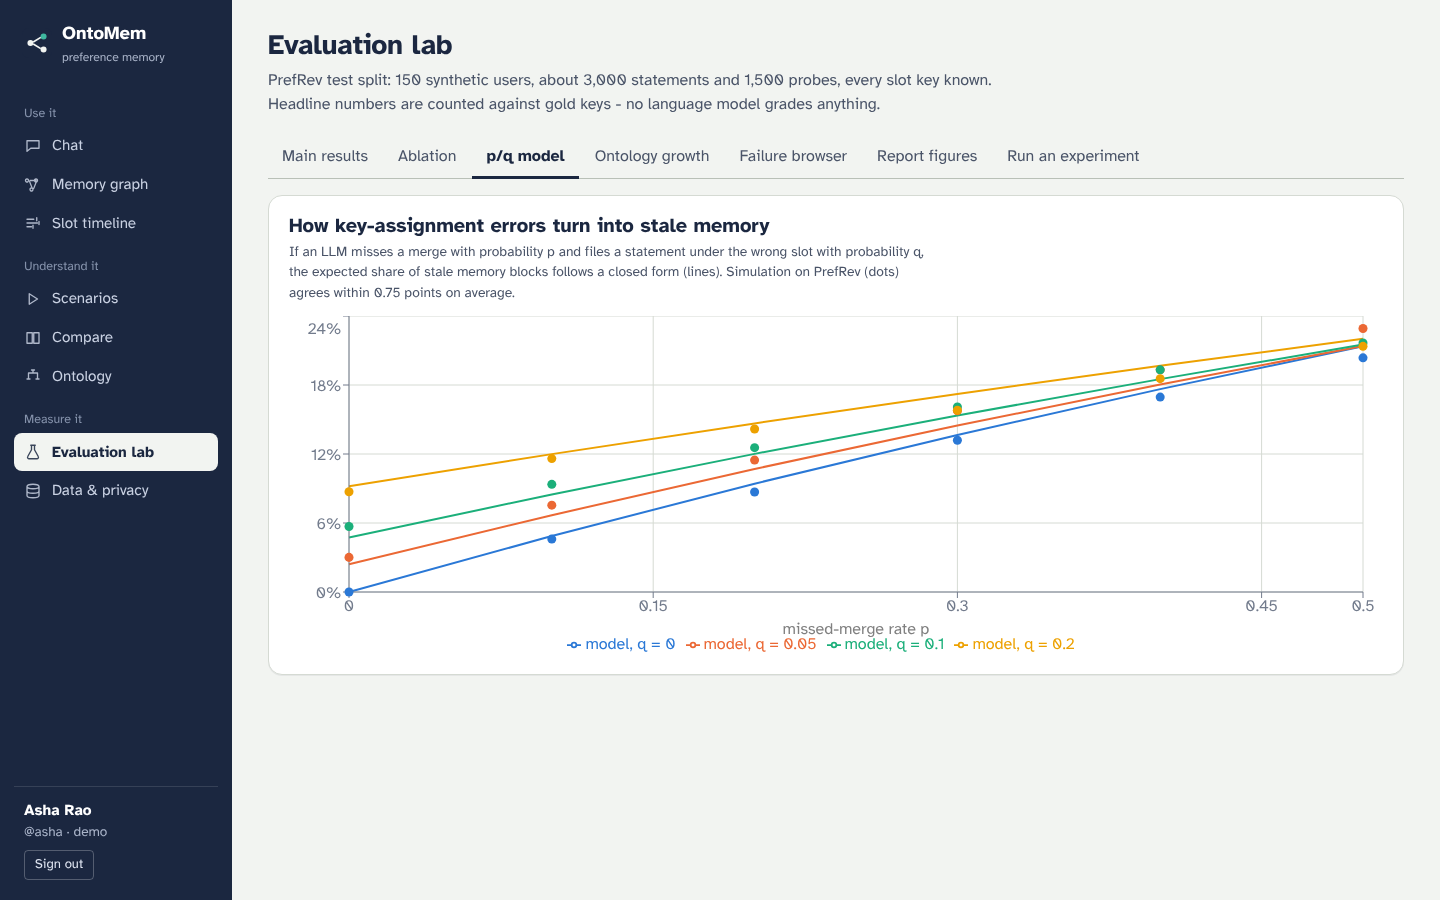 OntoMem
preference memory
Use it
Chat
Memory graph
Slot timeline
Understand it
Scenarios
Compare
Ontology
Measure it
Evaluation lab
Data & privacy
Asha Rao
@asha · demo
Sign out
Evaluation lab
PrefRev test split: 150 synthetic users, about 3,000 statements and 1,500 probes, every slot key known.
Headline numbers are counted against gold keys - no language model grades anything.
Main results
Ablation
p/q model
Ontology growth
Failure browser
Report figures
Run an experiment
How key-assignment errors turn into stale memory
If an LLM misses a merge with probability p and files a statement under the wrong slot with probability q,
the expected share of stale memory blocks follows a closed form (lines). Simulation on PrefRev (dots)
agrees within 0.75 points on average.
24%
18%
12%
6%
0%
0 0.15 0.3 0.45 0.5
missed-merge rate p
model, q = 0 model, q = 0.05 model, q = 0.1 model, q = 0.2